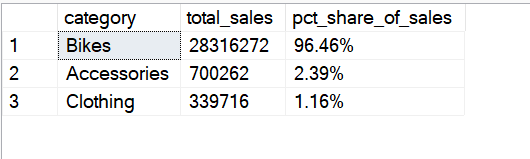 category total_sales pct_share_of_sales
1 Bikes 28316272 96.46%
2 Accessories 700262 2.39%
3 Clothing 339716 1.16%